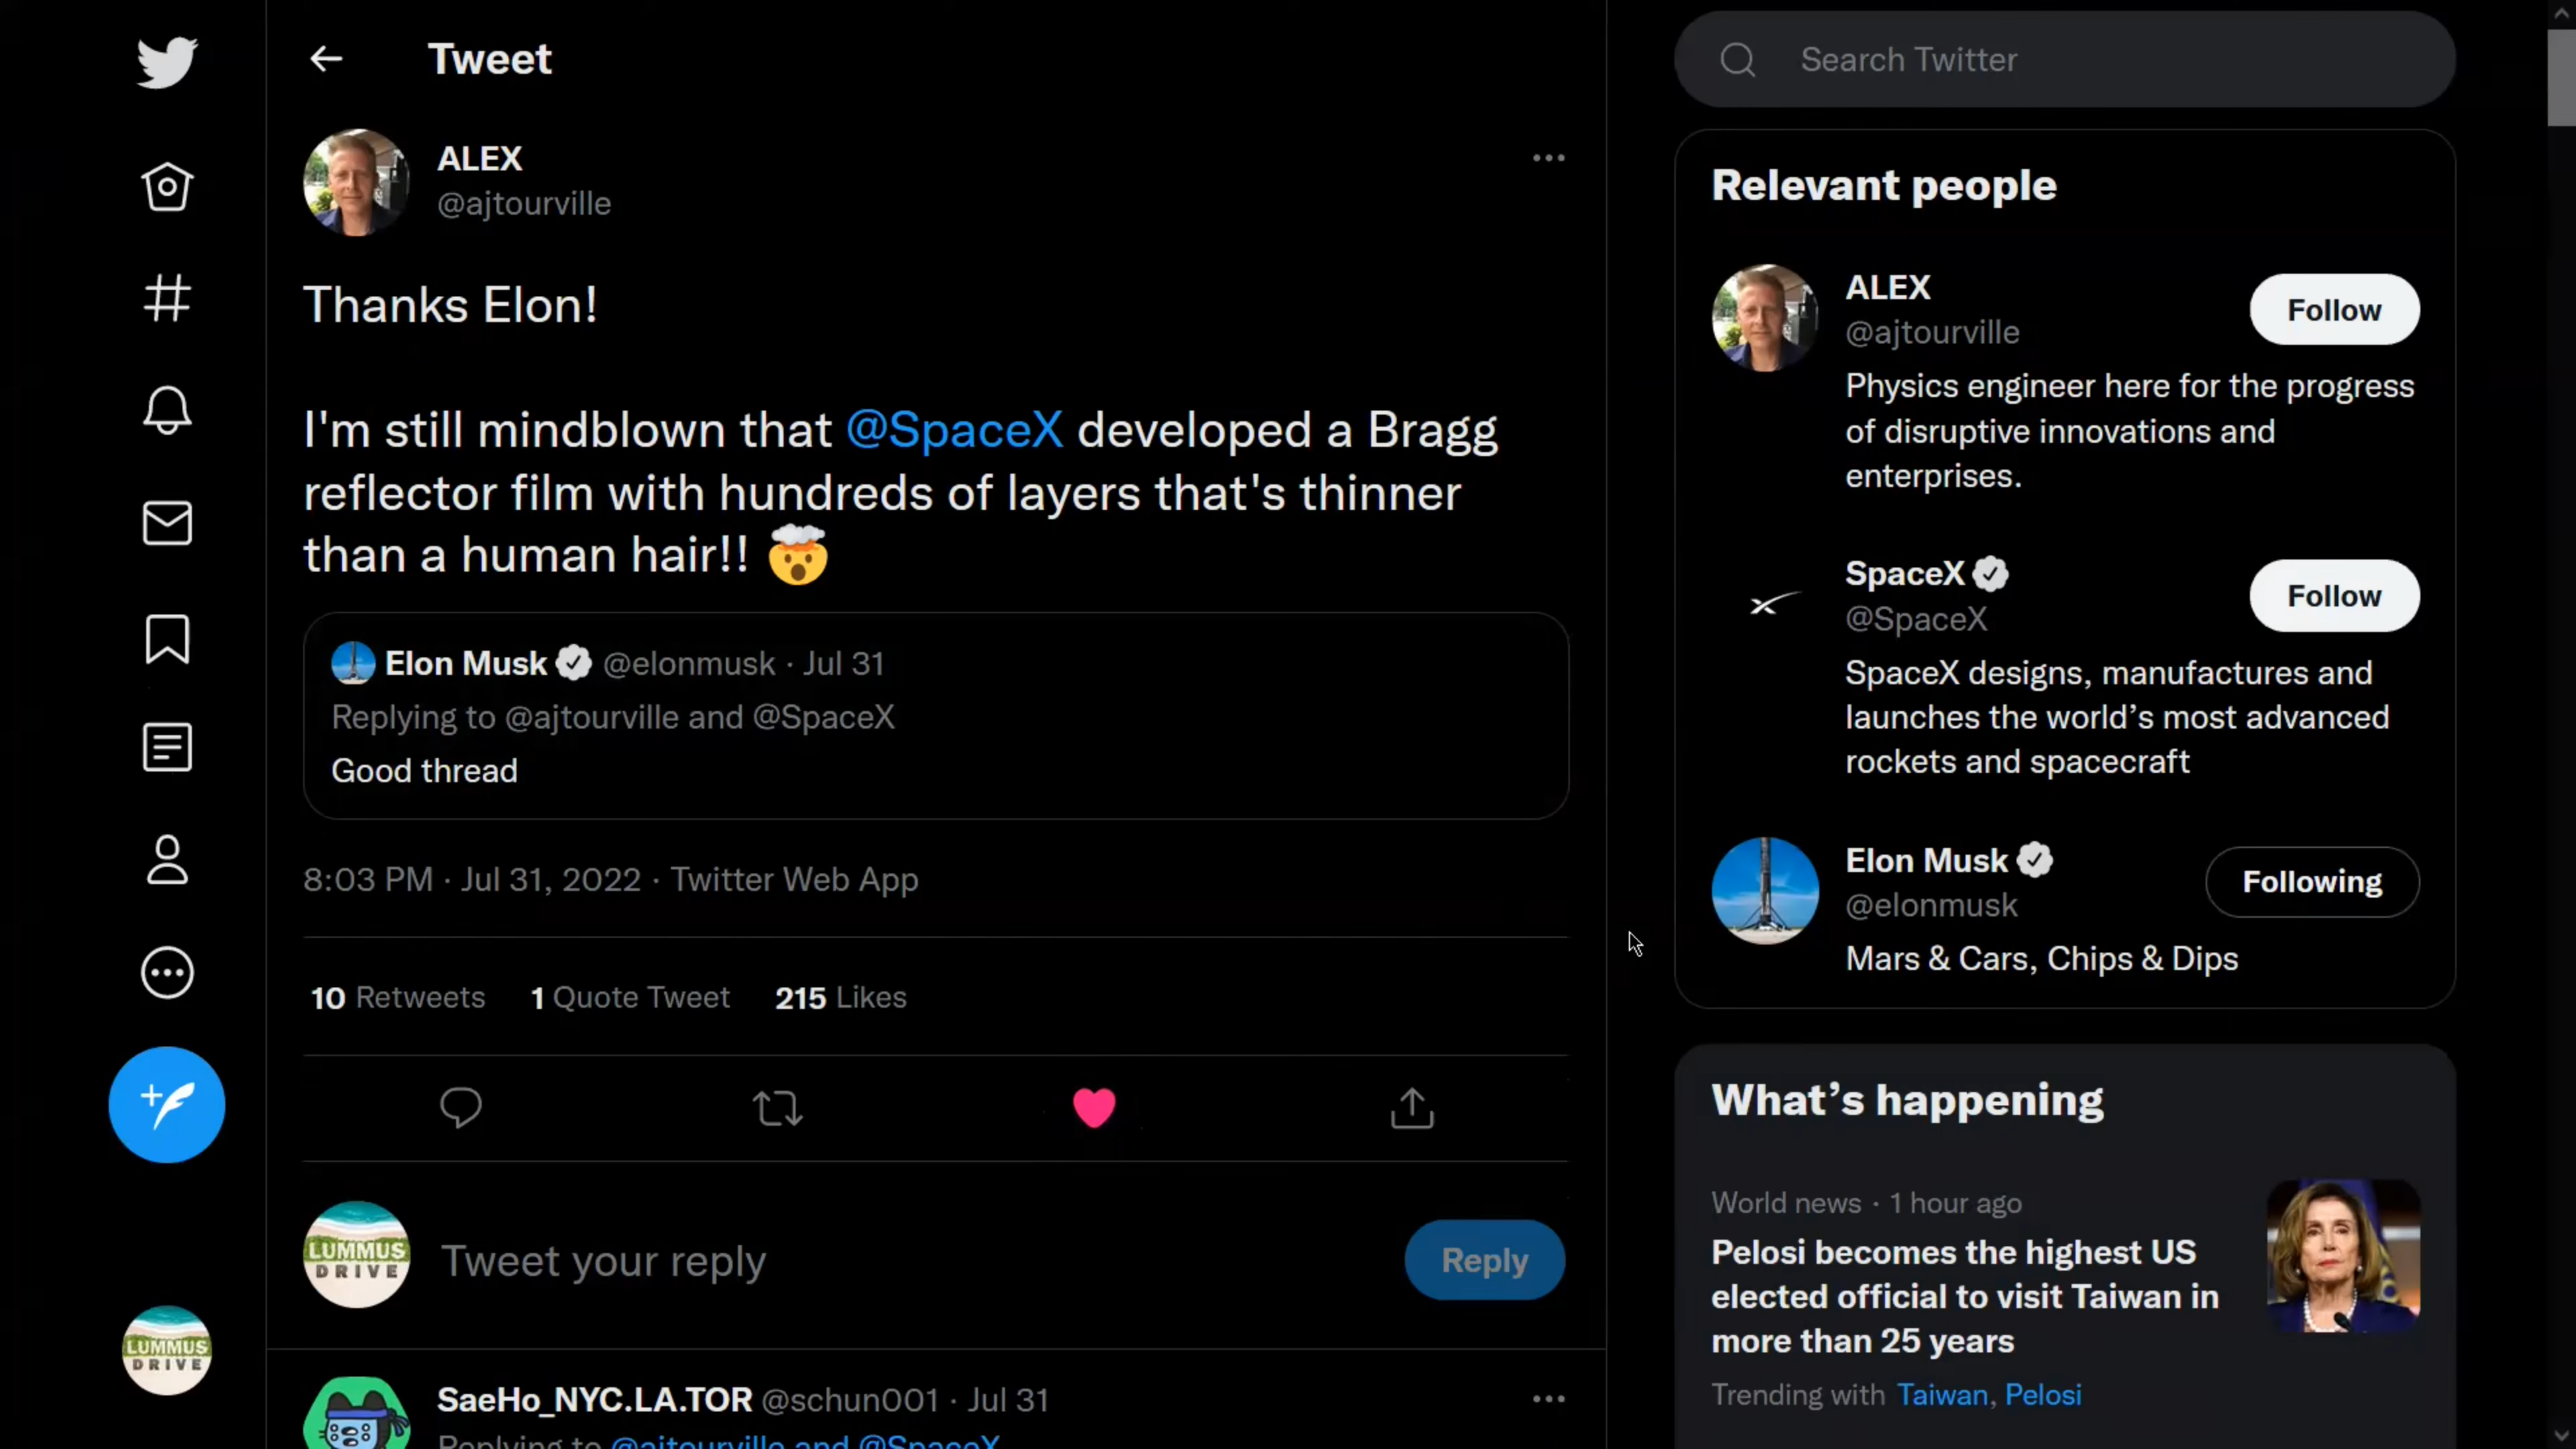 Tweet
ALEX
@ajtourville
Thanks Elon!
I'm still mindblown that @SpaceX developed a Bragg
reflector film with hundreds of layers that's thinner
than a human hair!! 🤯
Elon Musk @elonmusk · Jul 31
Replying to @ajtourville and @SpaceX
Good thread
8:03 PM · Jul 31, 2022 · Twitter Web App
10 Retweets 1 Quote Tweet 215 Likes
LUMMUS
DRIVE
Tweet your reply
Reply
LUMMUS
DRIVE
SaeHo_NYC.LA.TOR @schun001 · Jul 31
Replying to @ajtourville and @SpaceX
Search Twitter
Relevant people
ALEX
@ajtourville
Follow
Physics engineer here for the progress
of disruptive innovations and
enterprises.
SpaceX
@SpaceX
Follow
SpaceX designs, manufactures and
launches the world’s most advanced
rockets and spacecraft
Elon Musk
@elonmusk
Following
Mars & Cars, Chips & Dips
What’s happening
World news · 1 hour ago
Pelosi becomes the highest US
elected official to visit Taiwan in
more than 25 years
Trending with Taiwan, Pelosi